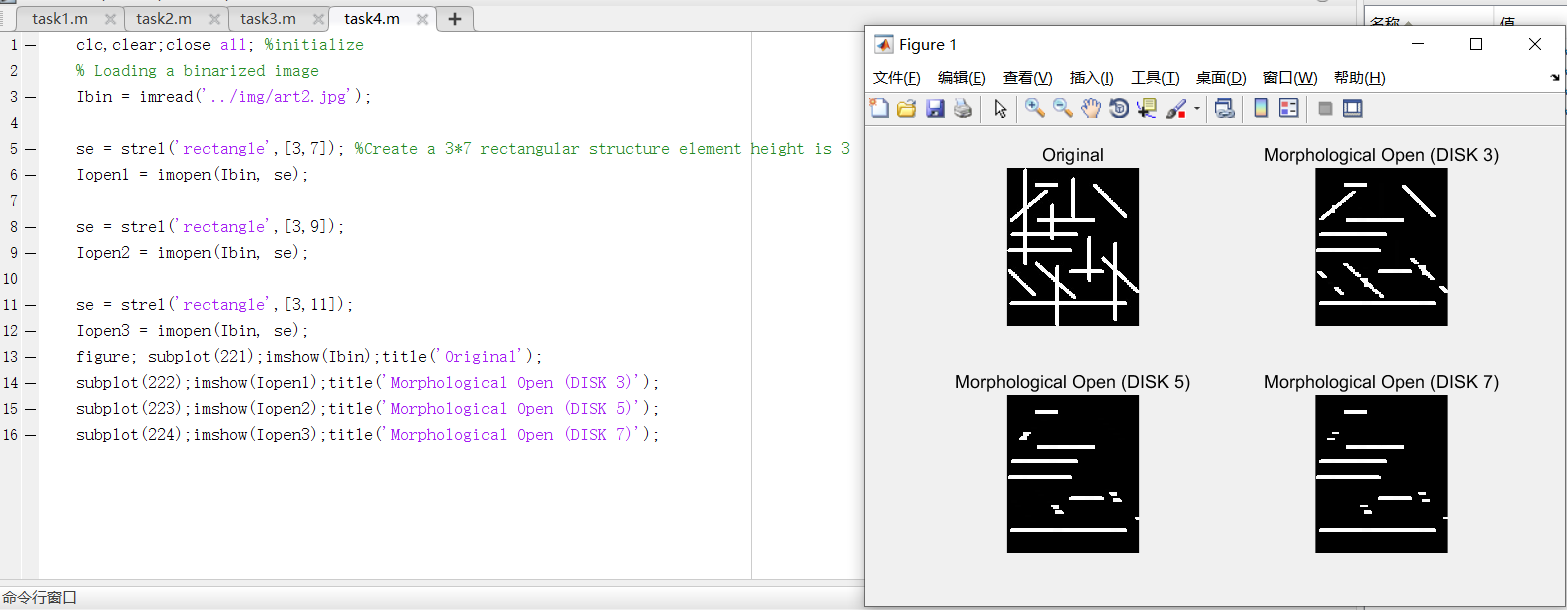 task1.m task2.m task3.m task4.m
1 clc,clear;close all; %initialize
2 % Loading a binarized image
3 Ibin = imread('../img/art2.jpg');
4
5 se = strel('rectangle',[3,7]); %Create a 3*7 rectangular structure element height is 3
6 Iopen1 = imopen(Ibin, se);
7
8 se = strel('rectangle',[3,9]);
9 Iopen2 = imopen(Ibin, se);
10
11 se = strel('rectangle',[3,11]);
12 Iopen3 = imopen(Ibin, se);
13 figure; subplot(221);imshow(Ibin);title('Original');
14 subplot(222);imshow(Iopen1);title('Morphological Open (DISK 3)');
15 subplot(223);imshow(Iopen2);title('Morphological Open (DISK 5)');
16 subplot(224);imshow(Iopen3);title('Morphological Open (DISK 7)');
命令行窗口
名称 值
Figure 1
文件(F) 编辑(E) 查看(V) 插入(I) 工具(T) 桌面(D) 窗口(W) 帮助(H)
Original
Morphological Open (DISK 3)
Morphological Open (DISK 5)
Morphological Open (DISK 7)